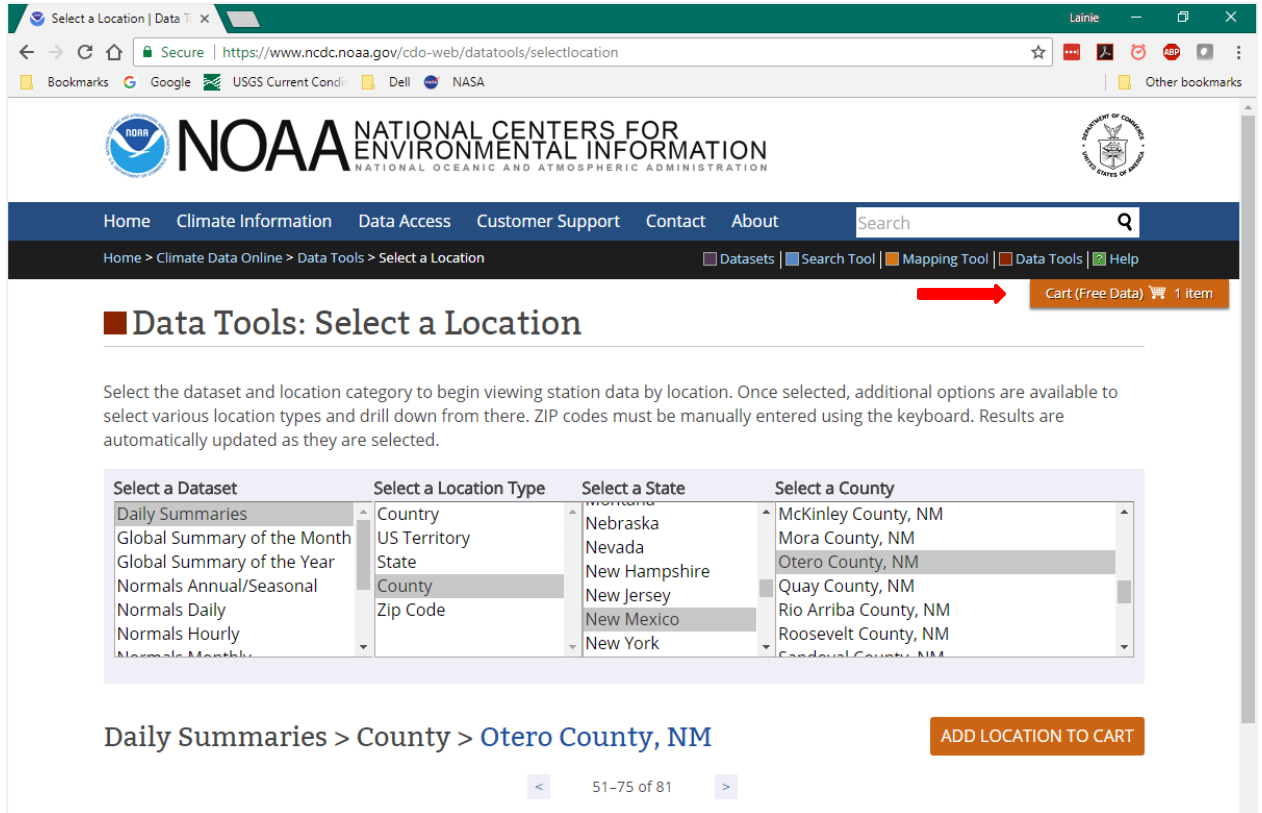 Select a Location | Data T
Lainie
Secure | https://www.ncdc.noaa.gov/cdo-web/datatools/selectlocation
ABP
Bookmarks G Google USGS Current Condi Dell NASA Other bookmarks
NOAA NATIONAL CENTERS FOR
ENVIRONMENTAL INFORMATION
NATIONAL OCEANIC AND ATMOSPHERIC ADMINISTRATION
Home Climate Information Data Access Customer Support Contact About Search
Home > Climate Data Online > Data Tools > Select a Location Datasets | Search Tool | Mapping Tool | Data Tools | ? Help
Cart (Free Data) 1 item
Data Tools: Select a Location
Select the dataset and location category to begin viewing station data by location. Once selected, additional options are available to
select various location types and drill down from there. ZIP codes must be manually entered using the keyboard. Results are
automatically updated as they are selected.
Select a Dataset
Daily Summaries
Global Summary of the Month
Global Summary of the Year
Normals Annual/Seasonal
Normals Daily
Normals Hourly
Normals Monthly
Select a Location Type
Country
US Territory
State
County
Zip Code
Select a State
Montana
Nebraska
Nevada
New Hampshire
New Jersey
New Mexico
New York
Select a County
McKinley County, NM
Mora County, NM
Otero County, NM
Quay County, NM
Rio Arriba County, NM
Roosevelt County, NM
Sandoval County, NM
Daily Summaries > County > Otero County, NM
ADD LOCATION TO CART
< 51–75 of 81 >